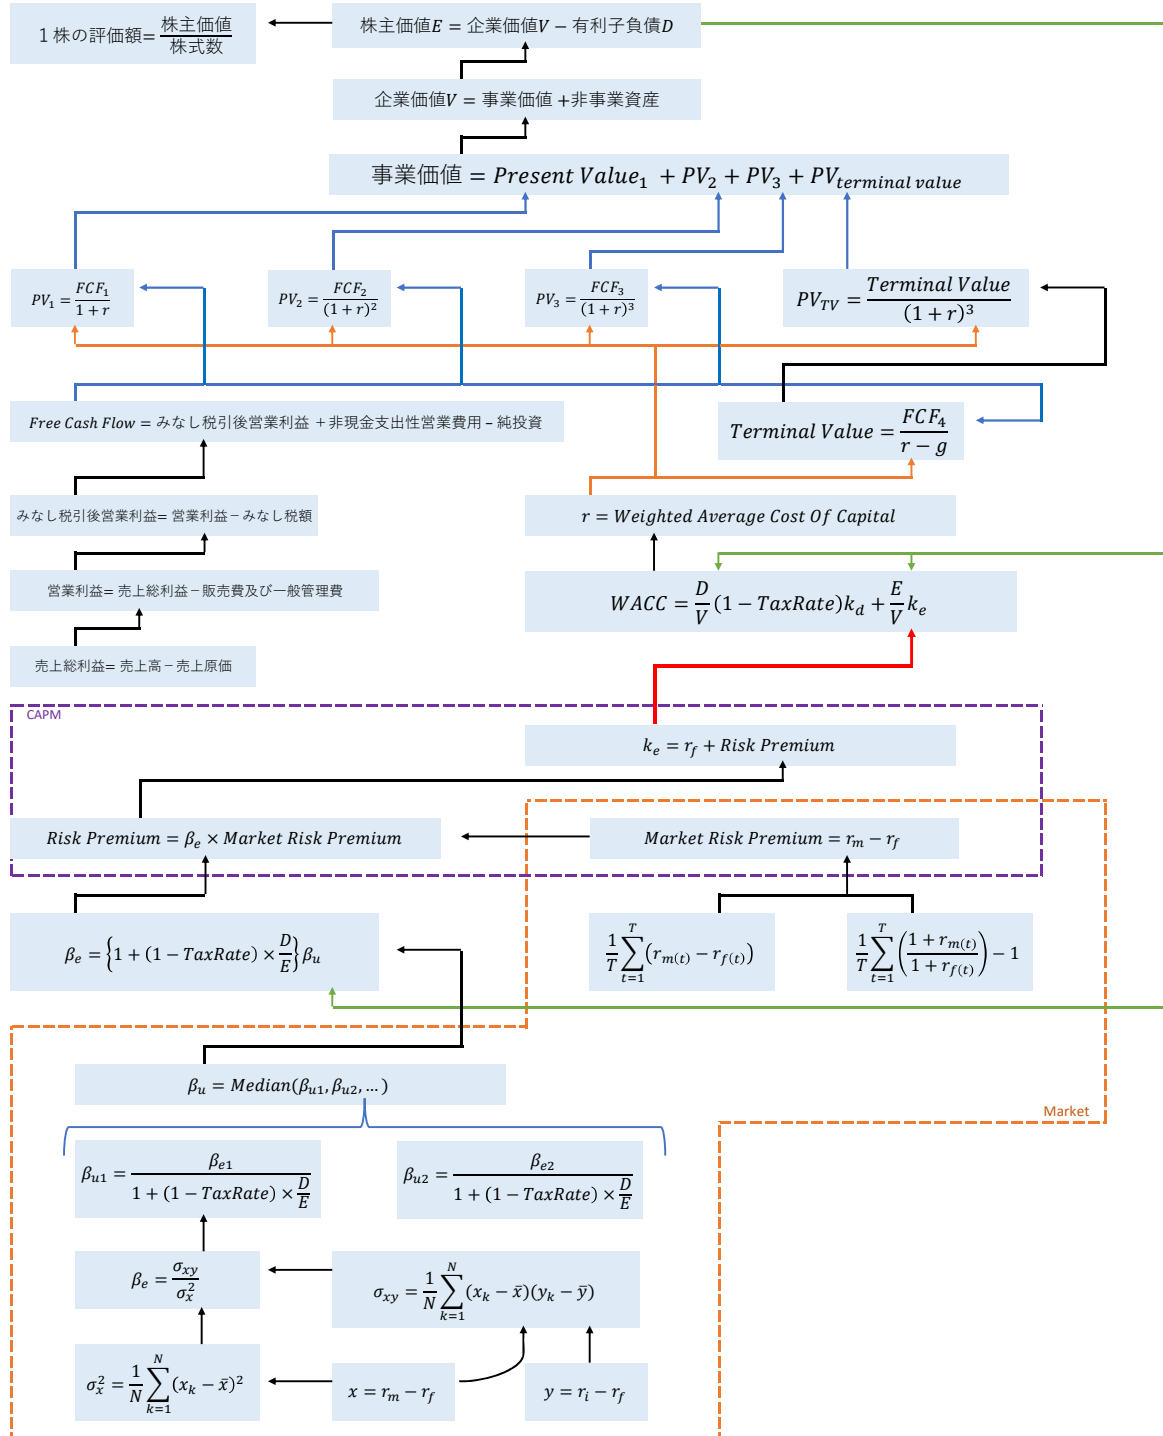 1株の評価額=株主価値/株式数
株主価値E = 企業価値V − 有利子負債D
企業価値V = 事業価値 +非事業資産
事業価値 = Present Value₁ + PV₂ + PV₃ + PV_terminal value
PV₁ = FCF₁/(1 + r)
PV₂ = FCF₂/(1 + r)²
PV₃ = FCF₃/(1 + r)³
PV_TV = Terminal Value/(1 + r)³
Free Cash Flow = みなし税引後営業利益 + 非現金支出性営業費用 – 純投資
Terminal Value = FCF₄/(r − g)
みなし税引後営業利益= 営業利益 − みなし税額
r = Weighted Average Cost Of Capital
営業利益= 売上総利益 − 販売費及び一般管理費
WACC = D/V (1 − TaxRate)k_d + E/V k_e
売上総利益= 売上高 − 売上原価
CAPM
k_e = r_f + Risk Premium
Risk Premium = β_e × Market Risk Premium
Market Risk Premium = r_m − r_f
β_e = {1 + (1 − TaxRate) × D/E} β_u
1/T ∑_{t=1}^{T} (r_m(t) − r_f(t))
1/T ∑_{t=1}^{T} ((1 + r_m(t))/(1 + r_f(t))) − 1
β_u = Median(β_u1, β_u2, …)
Market
β_u1 = β_e1/(1 + (1 − TaxRate) × D/E)
β_u2 = β_e2/(1 + (1 − TaxRate) × D/E)
β_e = σ_xy/σ_x²
σ_xy = 1/N ∑_{k=1}^{N} (x_k − x̄)(y_k − ȳ)
σ_x² = 1/N ∑_{k=1}^{N} (x_k − x̄)²
x = r_m − r_f
y = r_i − r_f